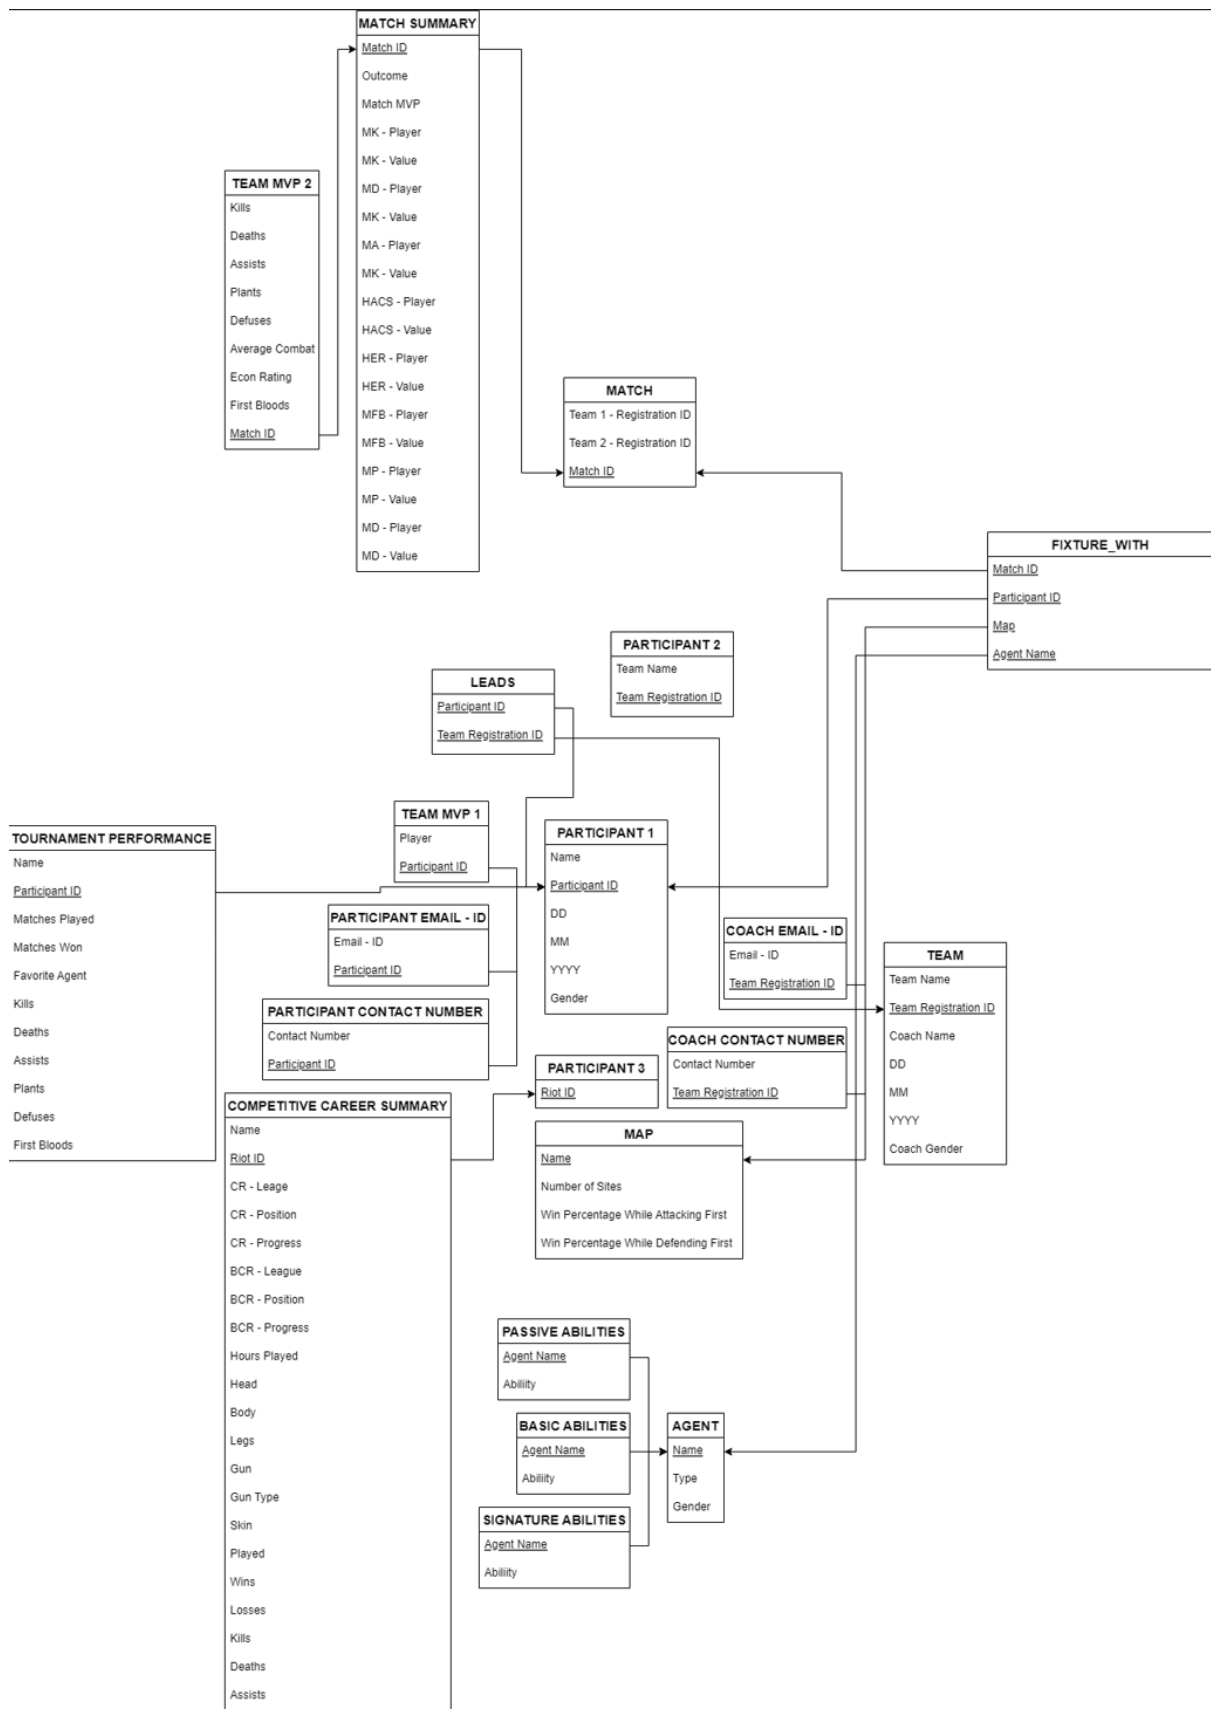 MATCH SUMMARY
Match ID
Outcome
Match MVP
MK - Player
MK - Value
MD - Player
MK - Value
MA - Player
MK - Value
HACS - Player
HACS - Value
HER - Player
HER - Value
MFB - Player
MFB - Value
MP - Player
MP - Value
MD - Player
MD - Value
TEAM MVP 2
Kills
Deaths
Assists
Plants
Defuses
Average Combat
Econ Rating
First Bloods
Match ID
MATCH
Team 1 - Registration ID
Team 2 - Registration ID
Match ID
FIXTURE_WITH
Match ID
Participant ID
Map
Agent Name
PARTICIPANT 2
Team Name
Team Registration ID
LEADS
Participant ID
Team Registration ID
TEAM MVP 1
Player
Participant ID
TOURNAMENT PERFORMANCE
Name
Participant ID
Matches Played
Matches Won
Favorite Agent
Kills
Deaths
Assists
Plants
Defuses
First Bloods
PARTICIPANT 1
Name
Participant ID
DD
MM
YYYY
Gender
PARTICIPANT EMAIL - ID
Email - ID
Participant ID
PARTICIPANT CONTACT NUMBER
Contact Number
Participant ID
COACH EMAIL - ID
Email - ID
Team Registration ID
TEAM
Team Name
Team Registration ID
Coach Name
DD
MM
YYYY
Coach Gender
COACH CONTACT NUMBER
Contact Number
Team Registration ID
PARTICIPANT 3
Riot ID
COMPETITIVE CAREER SUMMARY
Name
Riot ID
CR - Leage
CR - Position
CR - Progress
BCR - League
BCR - Position
BCR - Progress
Hours Played
Head
Body
Legs
Gun
Gun Type
Skin
Played
Wins
Losses
Kills
Deaths
Assists
MAP
Name
Number of Sites
Win Percentage While Attacking First
Win Percentage While Defending First
PASSIVE ABILITIES
Agent Name
Abiliity
BASIC ABILITIES
Agent Name
Abiliity
AGENT
Name
Type
Gender
SIGNATURE ABILITIES
Agent Name
Abiliity